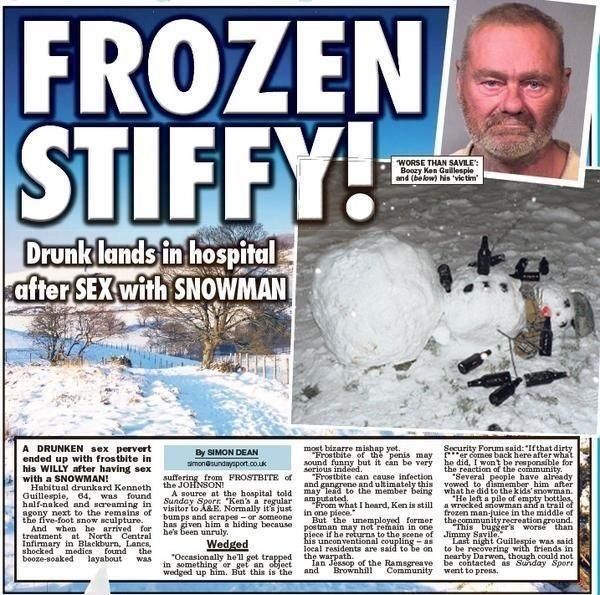 FROZEN
STIFFY!
Drunk lands in hospital
after SEX with SNOWMAN
'WORSE THAN SAVILE':
Boozy Ken Guillespie
and (below) his 'victim'
A DRUNKEN sex pervert
ended up with frostbite in
his WILLY after having sex
with a SNOWMAN!
Habitual drunkard Kenneth
Guillespie, 64, was found
half-naked and screaming in
agony next to the remains of
the five-foot snow sculpture.
And when he arrived for
treatment at North Central
Infirmary in Blackburn, Lancs,
shocked medics found the
booze-soaked layabout was
By SIMON DEAN
simon@sundaysport.co.uk
suffering from FROSTBITE of
the JOHNSON!
A source at the hospital told
Sunday Sport: "Ken's a regular
visitor to A&E. Normally it's just
bumps and scrapes – or someone
has given him a hiding because
he's been unruly.
Wedged
"Occasionally he'll get trapped
in something or get an object
wedged up him. But this is the
most bizarre mishap yet.
"Frostbite of the penis may
sound funny but it can be very
serious indeed.
"Frostbite can cause infection
and gangrene and ultimately this
may lead to the member being
amputated.
"From what I heard, Ken is still
in one piece."
But the unemployed former
postman may not remain in one
piece if he returns to the scene of
his unconventional coupling – as
local residents are said to be on
the warpath.
Ian Jessop of the Ramsgreave
and Brownhill Community
Security Forum said: "If that dirty
f***er comes back here after what
he did, I won't be responsible for
the reaction of the community.
"Several people have already
vowed to dismember him after
what he did to the kids' snowman.
"He left a pile of empty bottles,
a wrecked snowman and a trail of
frozen man-juice in the middle of
the community recreation ground.
"This bugger's worse than
Jimmy Savile."
Last night Guillespie was said
to be recovering with friends in
nearby Darwen, though could not
be contacted as Sunday Sport
went to press.